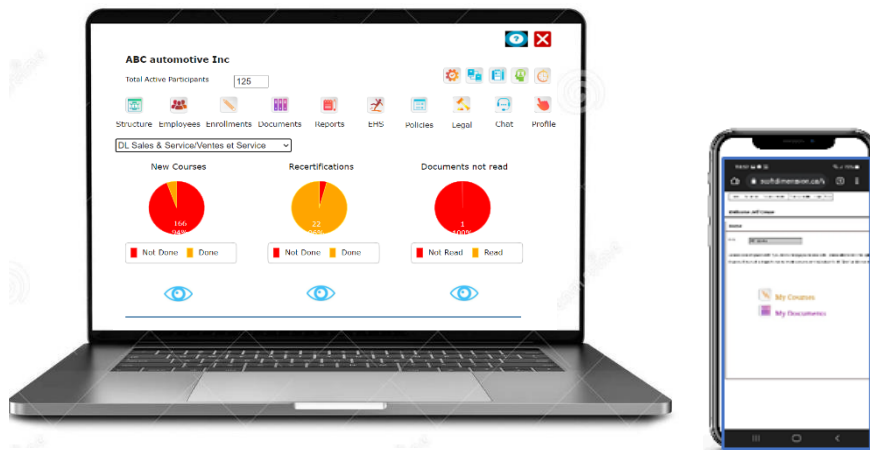 ABC automotive Inc
Total Active Participants 125
Structure Employees Enrollments Documents Reports EHS Policies Legal Chat Profile
DL Sales & Service/Ventes et Service
New Courses Recertifications Documents not read
166 22 1
94% 96% 100%
Not Done Done Not Done Done Not Read Read
My Courses
My Documents